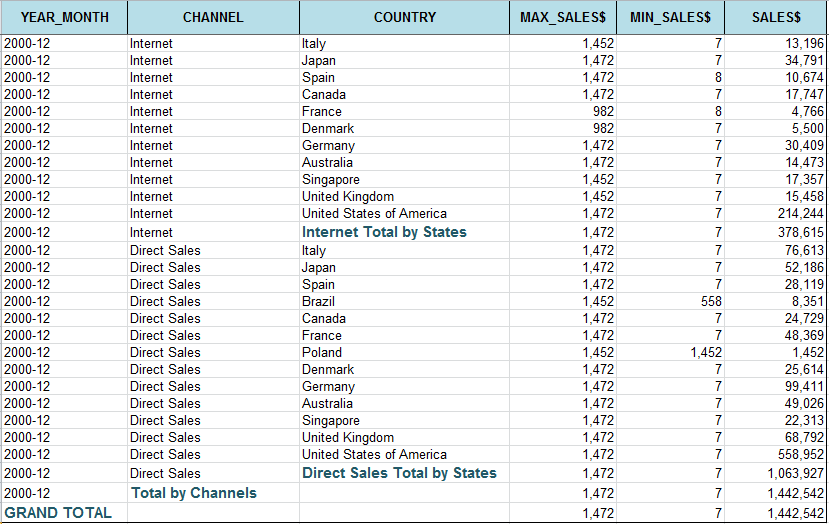 YEAR_MONTH CHANNEL COUNTRY MAX_SALES$ MIN_SALES$ SALES$
2000-12 Internet Italy 1,452 7 13,196
2000-12 Internet Japan 1,472 7 34,791
2000-12 Internet Spain 1,472 8 10,674
2000-12 Internet Canada 1,472 7 17,747
2000-12 Internet France 982 8 4,766
2000-12 Internet Denmark 982 7 5,500
2000-12 Internet Germany 1,472 7 30,409
2000-12 Internet Australia 1,472 7 14,473
2000-12 Internet Singapore 1,452 7 17,357
2000-12 Internet United Kingdom 1,452 7 15,458
2000-12 Internet United States of America 1,472 7 214,244
2000-12 Internet Internet Total by States 1,472 7 378,615
2000-12 Direct Sales Italy 1,472 7 76,613
2000-12 Direct Sales Japan 1,472 7 52,186
2000-12 Direct Sales Spain 1,472 7 28,119
2000-12 Direct Sales Brazil 1,452 558 8,351
2000-12 Direct Sales Canada 1,472 7 24,729
2000-12 Direct Sales France 1,472 7 48,369
2000-12 Direct Sales Poland 1,452 1,452 1,452
2000-12 Direct Sales Denmark 1,472 7 25,614
2000-12 Direct Sales Germany 1,472 7 99,411
2000-12 Direct Sales Australia 1,472 7 49,026
2000-12 Direct Sales Singapore 1,472 7 22,313
2000-12 Direct Sales United Kingdom 1,472 7 68,792
2000-12 Direct Sales United States of America 1,472 7 558,952
2000-12 Direct Sales Direct Sales Total by States 1,472 7 1,063,927
2000-12 Total by Channels 1,472 7 1,442,542
GRAND TOTAL 1,472 7 1,442,542